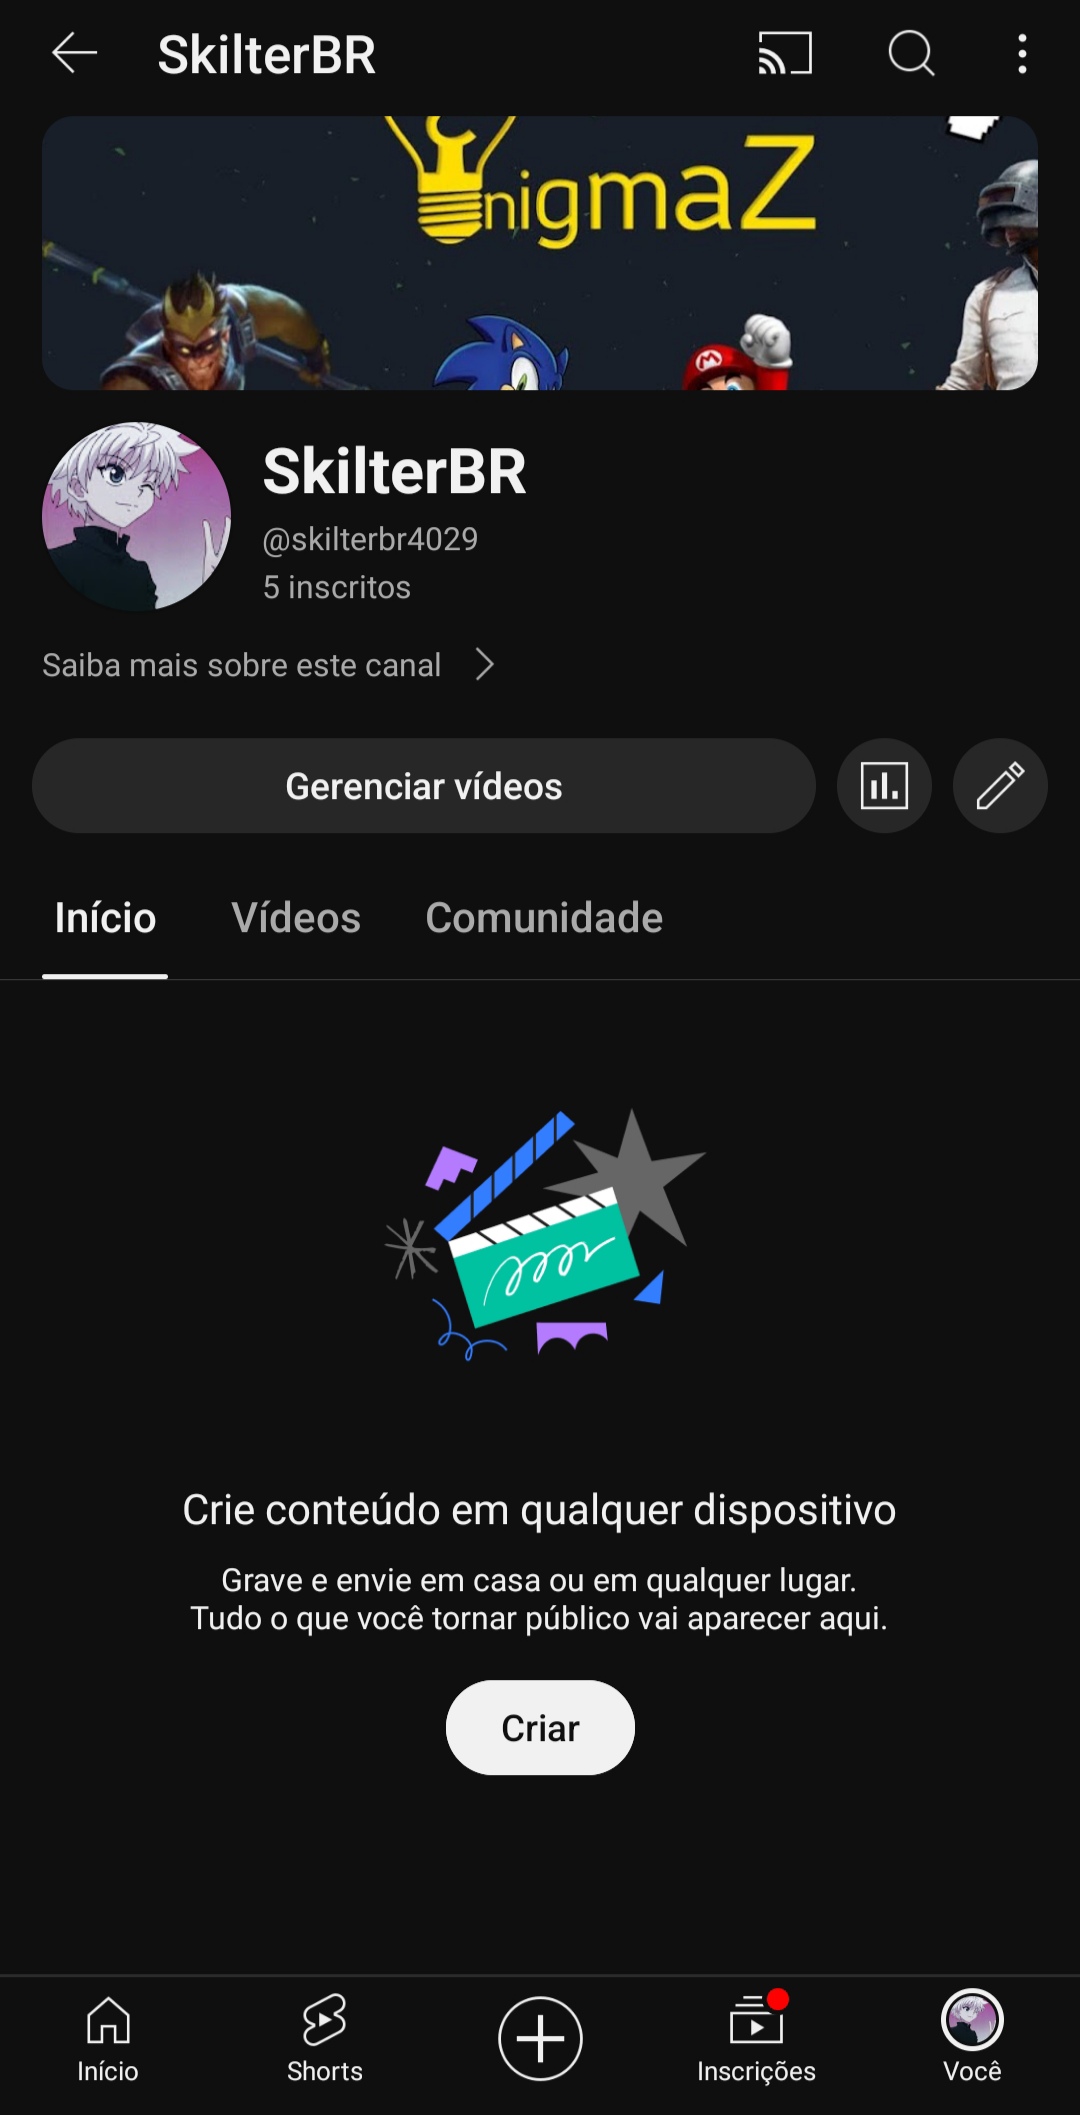 SkilterBR
EnigmaZ
SkilterBR
@skilterbr4029
5 inscritos
Saiba mais sobre este canal
Gerenciar vídeos
Início Vídeos Comunidade
Crie conteúdo em qualquer dispositivo
Grave e envie em casa ou em qualquer lugar.
Tudo o que você tornar público vai aparecer aqui.
Criar
Início Shorts Inscrições Você